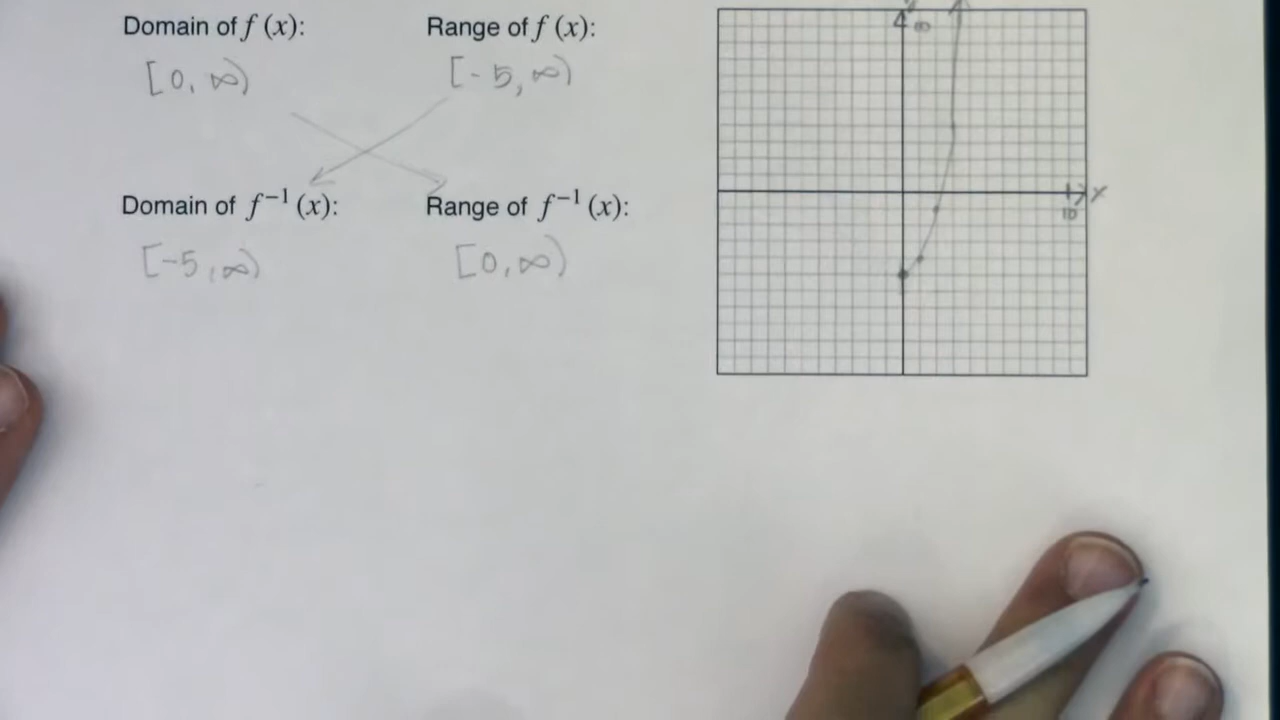 Domain of f (x): Range of f (x):
[0, ∞) [-5, ∞)
Domain of f⁻¹ (x): Range of f⁻¹ (x):
[-5, ∞) [0, ∞)
x
10